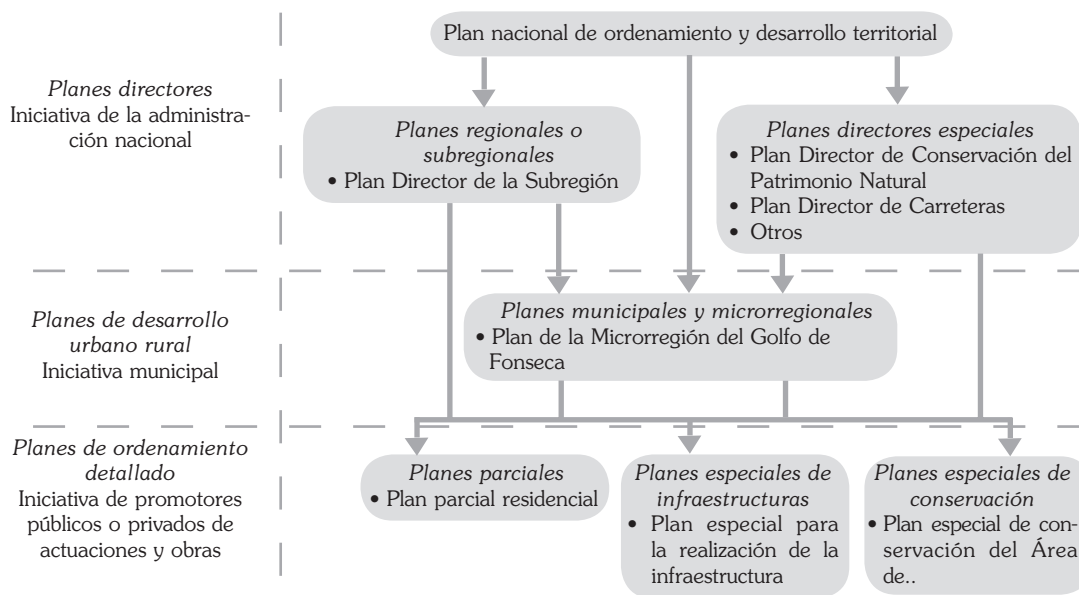 Plan nacional de ordenamiento y desarrollo territorial
Planes directores
Iniciativa de la administra-
ción nacional
Planes regionales o
subregionales
• Plan Director de la Subregión
Planes directores especiales
• Plan Director de Conservación del
Patrimonio Natural
• Plan Director de Carreteras
• Otros
Planes de desarrollo
urbano rural
Iniciativa municipal
Planes municipales y microrregionales
• Plan de la Microrregión del Golfo de
Fonseca
Planes de ordenamiento
detallado
Iniciativa de promotores
públicos o privados de
actuaciones y obras
Planes parciales
• Plan parcial residencial
Planes especiales de
infraestructuras
• Plan especial para
la realización de la
infraestructura
Planes especiales de
conservación
• Plan especial de con-
servación del Área
de..